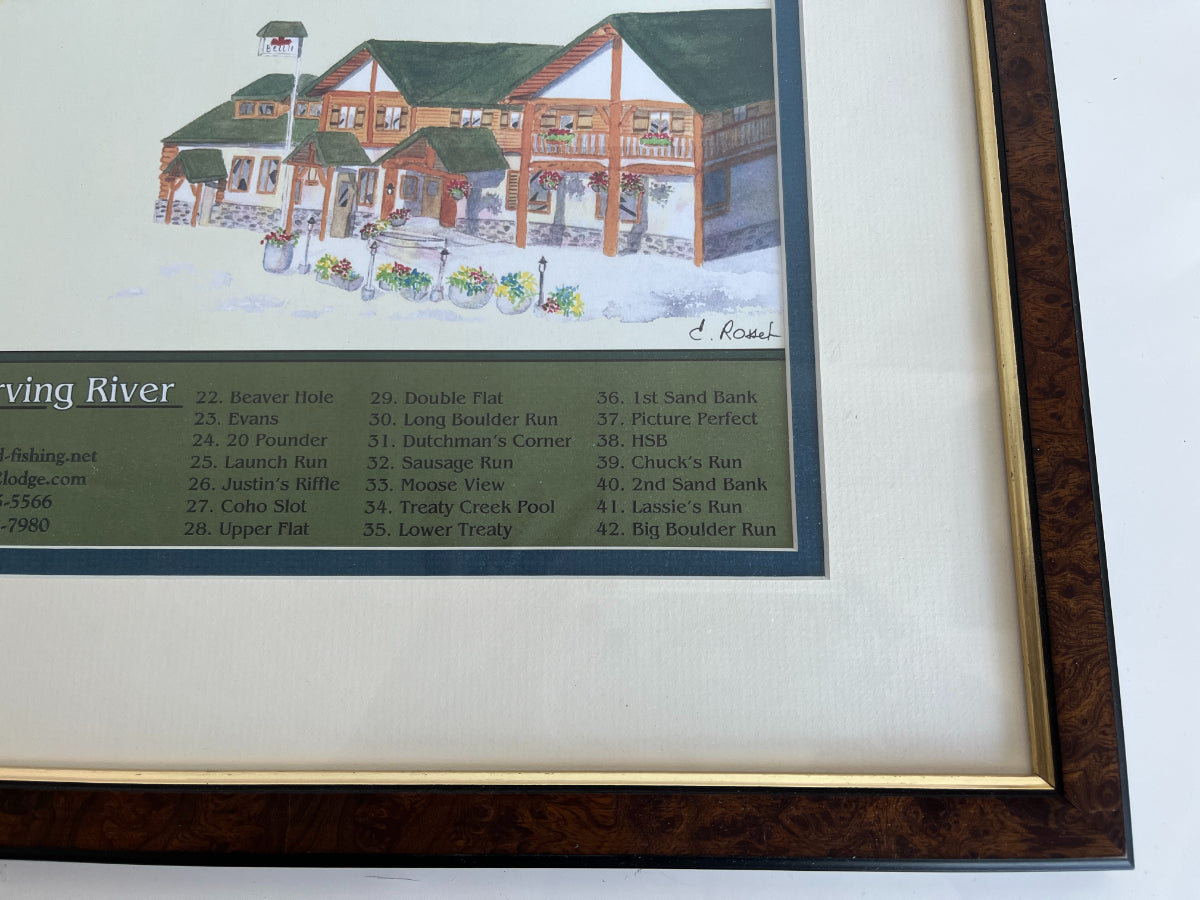 Bell II
E. Rosset
rving River
d-fishing.net
2lodge.com
5-5566
-7980
22. Beaver Hole
23. Evans
24. 20 Pounder
25. Launch Run
26. Justin's Riffle
27. Coho Slot
28. Upper Flat
29. Double Flat
30. Long Boulder Run
31. Dutchman's Corner
32. Sausage Run
33. Moose View
34. Treaty Creek Pool
35. Lower Treaty
36. 1st Sand Bank
37. Picture Perfect
38. HSB
39. Chuck's Run
40. 2nd Sand Bank
41. Lassie's Run
42. Big Boulder Run